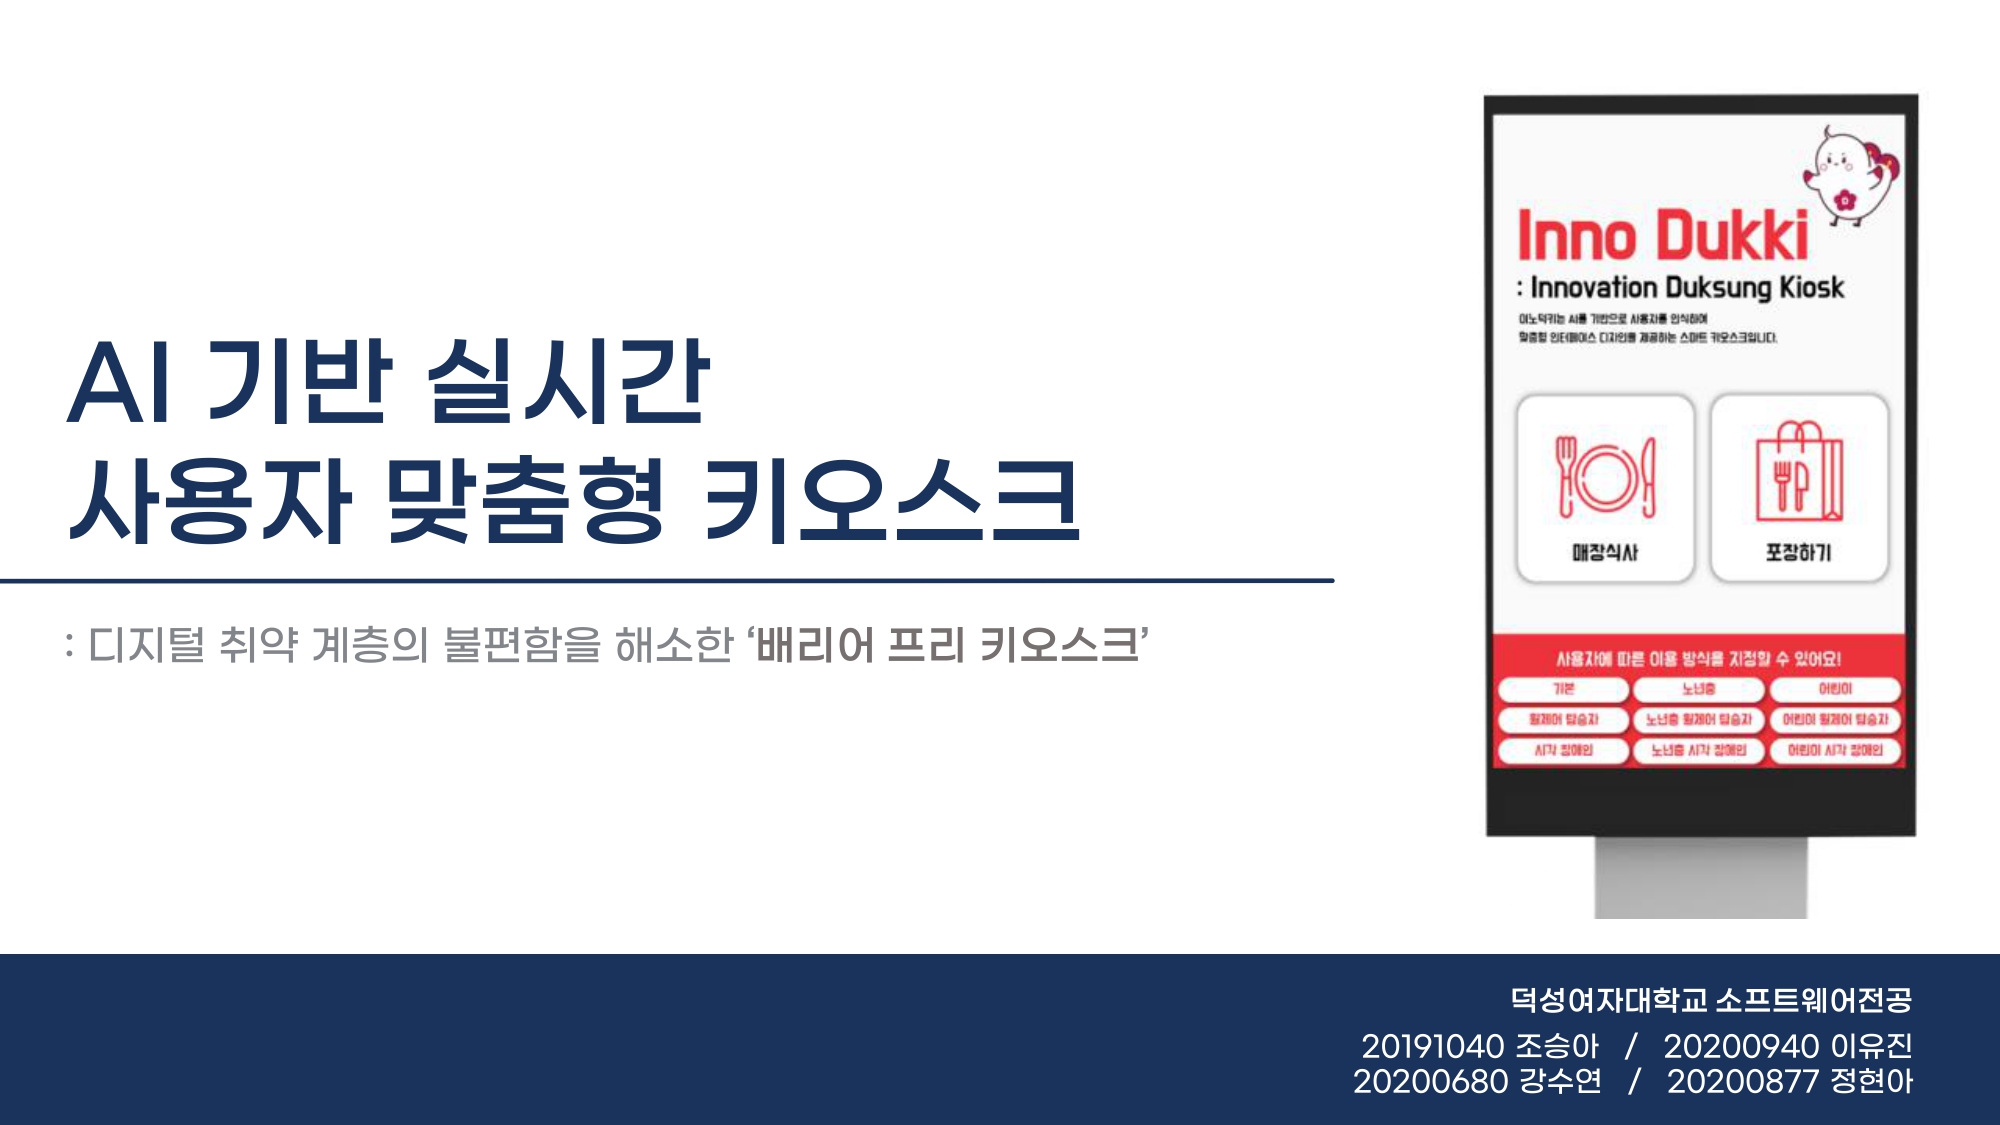 AI 기반 실시간
사용자 맞춤형 키오스크
: 디지털 취약 계층의 불편함을 해소한 ‘배리어 프리 키오스크’
Inno Dukki
: Innovation Duksung Kiosk
이노덕키는 AI를 기반으로 사용자를 인식하여
맞춤형 인터페이스 디자인을 제공하는 스마트 키오스크입니다.
매장식사 포장하기
사용자에 따른 이용 방식을 지정할 수 있어요!
기본 노년층 어린이
휠체어 탑승자 노년층 휠체어 탑승자 어린이 휠체어 탑승자
시각 장애인 노년층 시각 장애인 어린이 시각 장애인
덕성여자대학교 소프트웨어전공
20191040 조승아 / 20200940 이유진
20200680 강수연 / 20200877 정현아